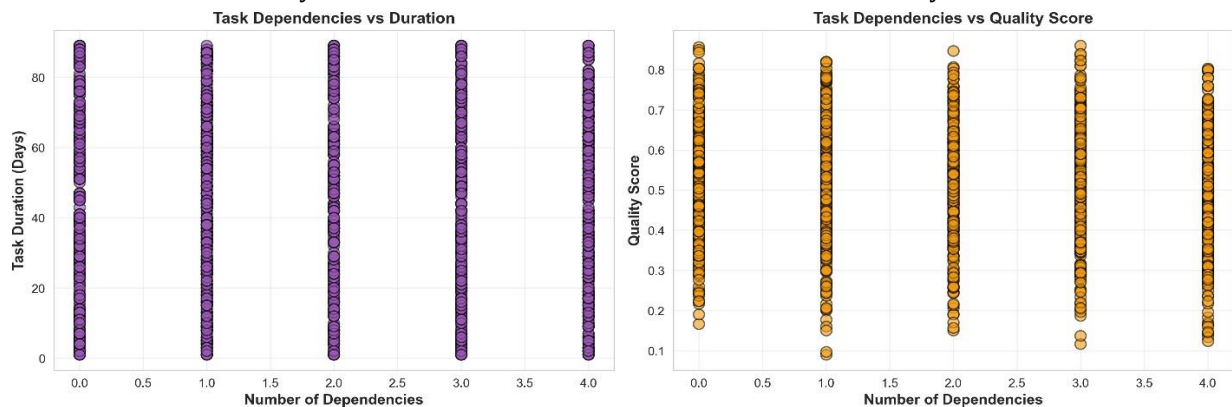 Task Dependencies vs Duration
Task Duration (Days)
80
60
40
20
0
0.0 0.5 1.0 1.5 2.0 2.5 3.0 3.5 4.0
Number of Dependencies
Task Dependencies vs Quality Score
Quality Score
0.8
0.7
0.6
0.5
0.4
0.3
0.2
0.1
0.0 0.5 1.0 1.5 2.0 2.5 3.0 3.5 4.0
Number of Dependencies